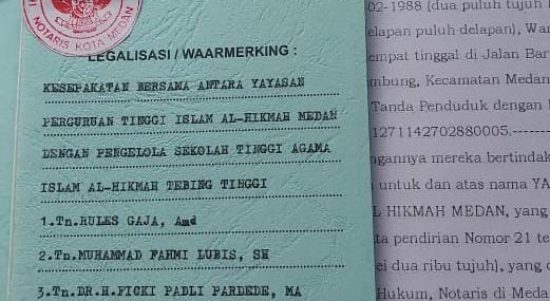 NOTARIS KOTA MEDAN
LEGALISASI / WAARMERKING :
KESEPAKATAN BERSAMA ANTARA YAYASAN
PERGURUAN TINGGI ISLAM AL-HIKMAH MEDAN
DENGAN PENGELOLA SEKOLAH TINGGI AGAMA
ISLAM AL-HIKMAH TEBING TINGGI
1.Tn.RULES GAJA, Amd
2.Tn.MUHAMMAD FAHMI LUBIS, SH
3.Tn.DR.H.FICKI PADLI PARDEDE, MA
02-1988 (dua puluh tujuh
elapan puluh delapan), War
empat tinggal di Jalan Bar
mbung, Kecamatan Medan
Tanda Penduduk dengan
1271142702880005.------
ngannya mereka bertindak
untuk dan atas nama YA
L HIKMAH MEDAN, yang
ta pendirian Nomor 21 te
ei dua ribu tujuh), yang
Hukum, Notaris di Meda